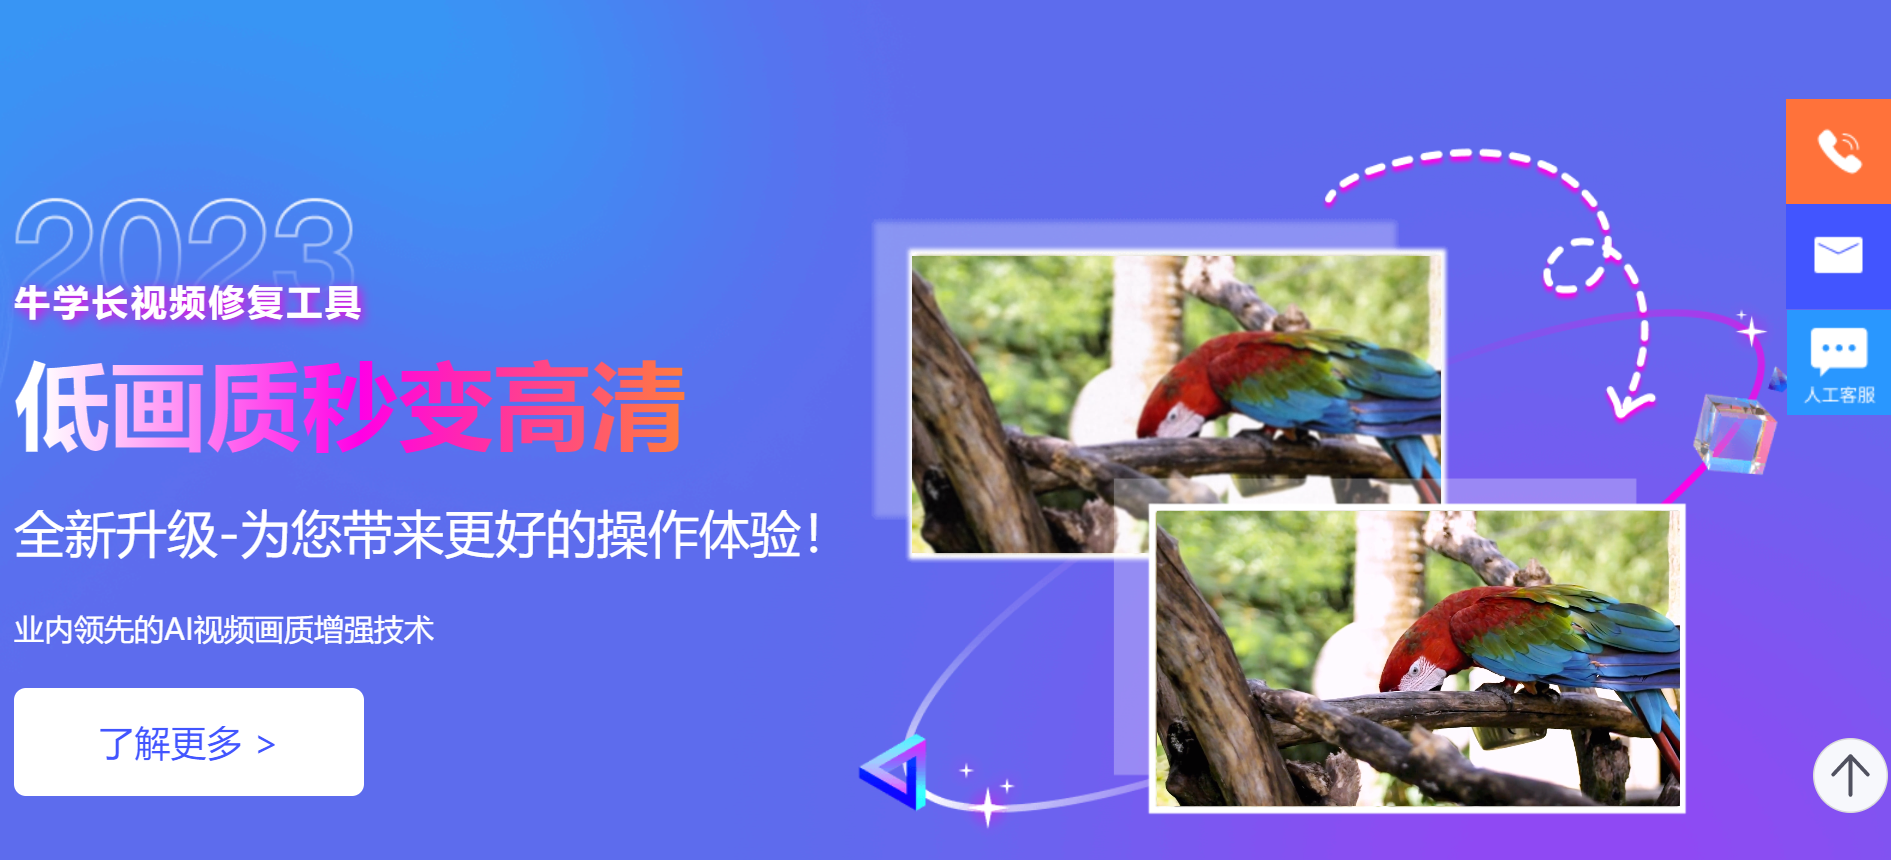 2023
牛学长视频修复工具
低画质秒变高清
全新升级-为您带来更好的操作体验!
业内领先的AI视频画质增强技术
了解更多 >
人工客服